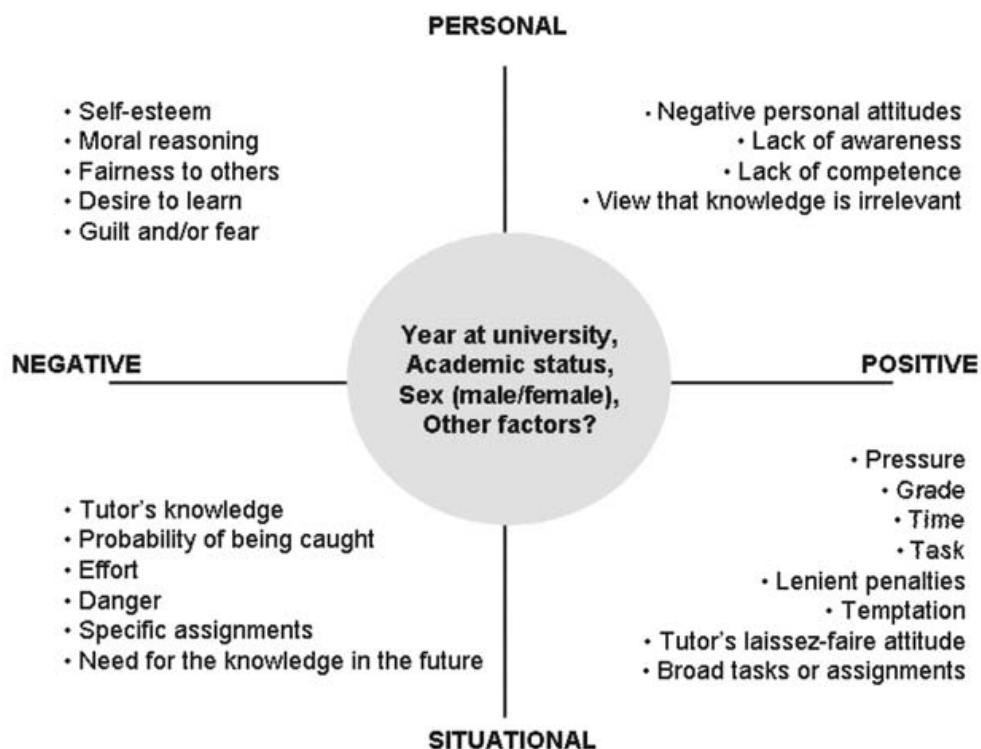 PERSONAL
• Self-esteem
• Moral reasoning
• Fairness to others
• Desire to learn
• Guilt and/or fear
• Negative personal attitudes
• Lack of awareness
• Lack of competence
• View that knowledge is irrelevant
NEGATIVE
Year at university,
Academic status,
Sex (male/female),
Other factors?
POSITIVE
• Tutor's knowledge
• Probability of being caught
• Effort
• Danger
• Specific assignments
• Need for the knowledge in the future
• Pressure
• Grade
• Time
• Task
• Lenient penalties
• Temptation
• Tutor's laissez-faire attitude
• Broad tasks or assignments
SITUATIONAL